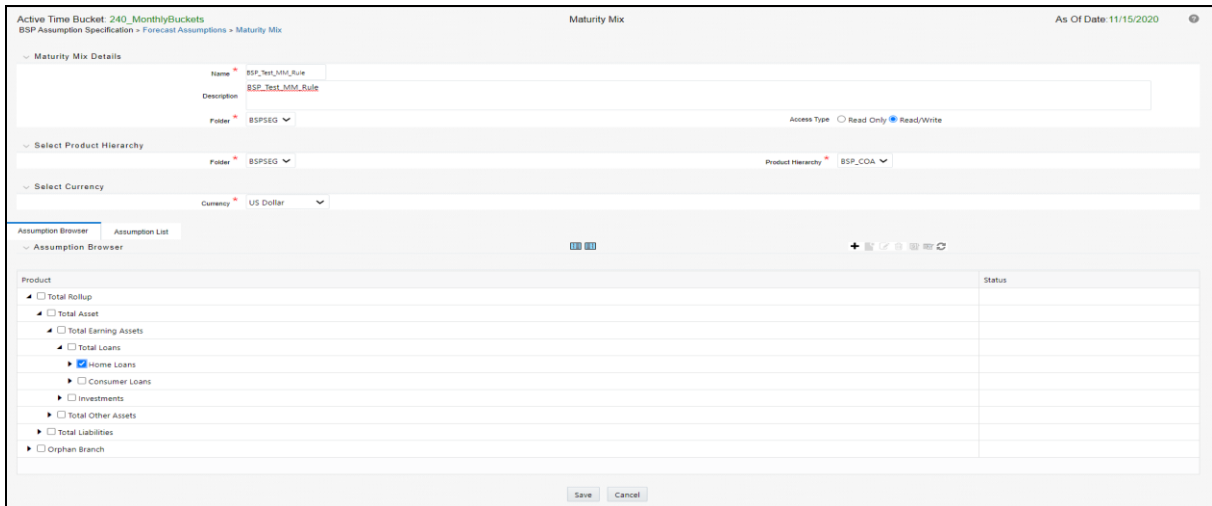 Active Time Bucket: 240_MonthlyBuckets Maturity Mix As Of Date:11/15/2020 ?
BSP Assumption Specification > Forecast Assumptions > Maturity Mix
Maturity Mix Details
Name * BSP_Test_MM_Rule
Description BSP_Test_MM_Rule
Folder * BSPSEG Access Type Read Only Read/Write
Select Product Hierarchy
Folder * BSPSEG Product Hierarchy * BSP_COA
Select Currency
Currency * US Dollar
Assumption Browser Assumption List
Assumption Browser
Product Status
Total Rollup
Total Asset
Total Earning Assets
Total Loans
Home Loans
Consumer Loans
Investments
Total Other Assets
Total Liabilities
Orphan Branch
Save Cancel